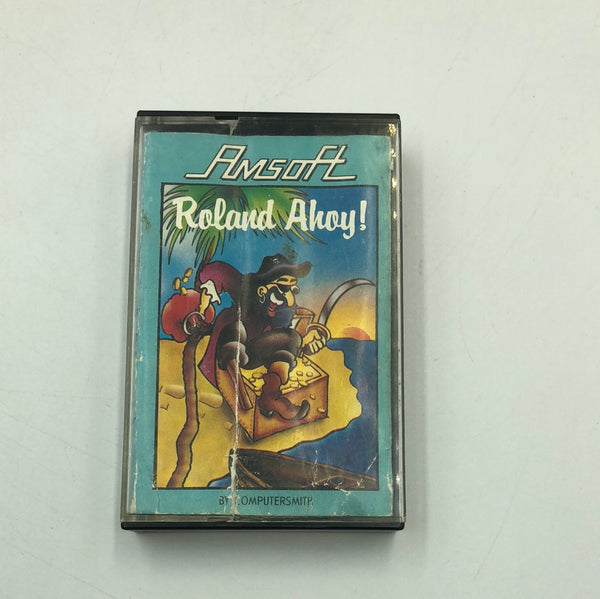 Amsoft
Roland Ahoy!
BY COMPUTERSMITH